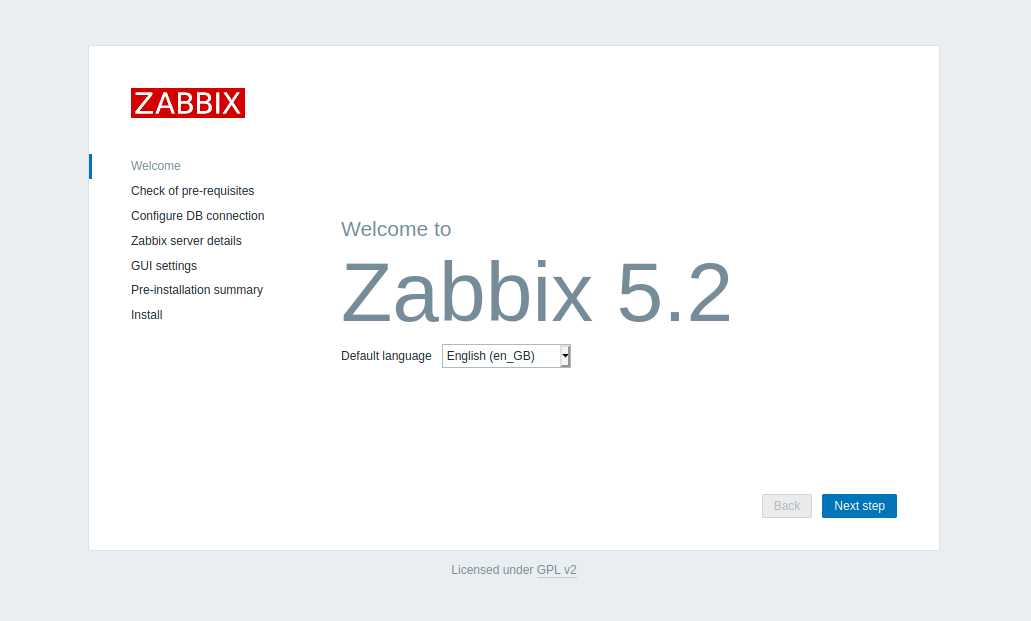 ZABBIX
Welcome
Check of pre-requisites
Configure DB connection
Zabbix server details
GUI settings
Pre-installation summary
Install
Welcome to
Zabbix 5.2
Default language English (en_GB)
Back Next step
Licensed under GPL v2